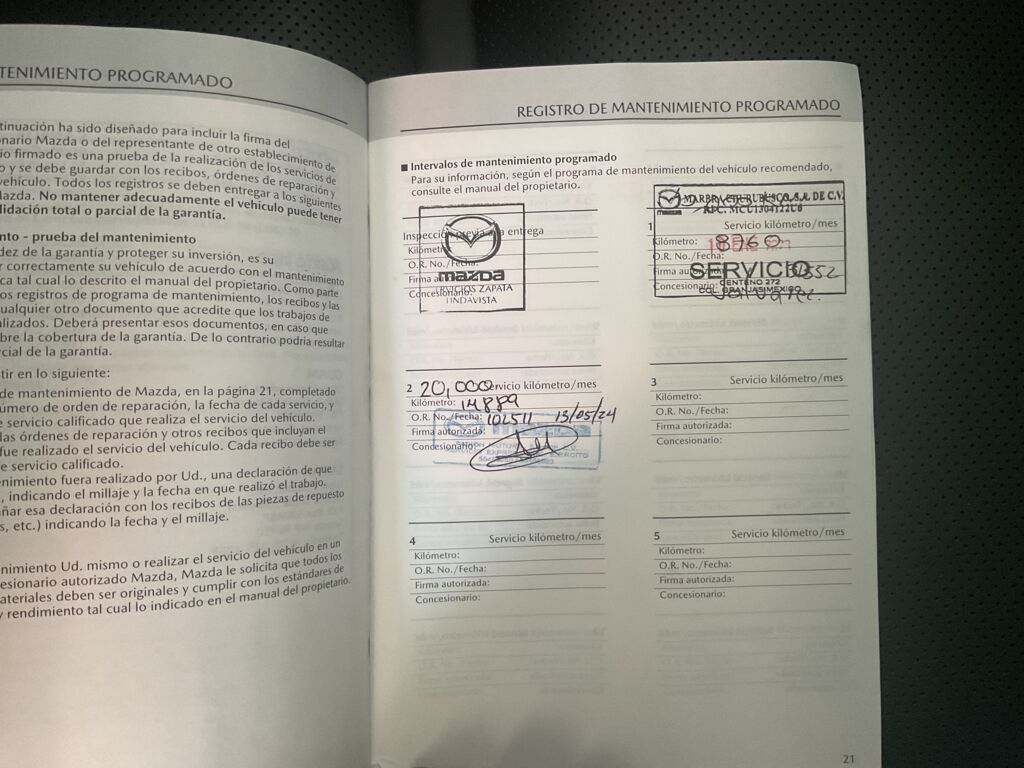 TENIMIENTO PROGRAMADO
tinuación ha sido diseñado para incluir la firma del
onario Mazda o del representante de otro establecimiento de
io firmado es una prueba de la realización de los servicios de
o y se debe guardar con los recibos, órdenes de reparación y
vehículo. Todos los registros se deben entregar a los siguientes
Mazda. No mantener adecuadamente el vehículo puede tener
lidación total o parcial de la garantía.
nto - prueba del mantenimiento
dez de la garantía y proteger su inversión, es su
r correctamente su vehículo de acuerdo con el mantenimiento
ca tal cual lo descrito el manual del propietario. Como parte
os registros de programa de mantenimiento, los recibos y las
ualquier otro documento que acredite que los trabajos de
alizados. Deberá presentar esos documentos, en caso que
bre la cobertura de la garantía. De lo contrario podría resultar
cial de la garantía.
stir en lo siguiente:
de mantenimiento de Mazda, en la página 21, completado
número de orden de reparación, la fecha de cada servicio, y
e servicio calificado que realiza el servicio del vehículo.
las órdenes de reparación y otros recibos que incluyan el
fue realizado el servicio del vehículo. Cada recibo debe ser
e servicio calificado.
enimiento fuera realizado por Ud., una declaración de que
, indicando el millaje y la fecha en que realizó el trabajo.
ñar esa declaración con los recibos de las piezas de repuesto
s, etc.) indicando la fecha y el millaje.
nimiento Ud. mismo o realizar el servicio del vehículo en un
esionario autorizado Mazda, Mazda le solicita que todos los
ateriales deben ser originales y cumplir con los estándares de
y rendimiento tal cual lo indicado en el manual del propietario.
REGISTRO DE MANTENIMIENTO PROGRAMADO
■ Intervalos de mantenimiento programado
Para su información, según el programa de mantenimiento del vehículo recomendado,
consulte el manual del propietario.
Inspección previa a la entrega
Kilómetro:
O.R. No./Fecha:
Firma autorizada:
Concesionario:
mazda
SERVICIOS ZAPATA
LINDAVISTA
MARBRA CHURUBUSCO, S.A. DE C.V.
mazda
1 Servicio kilómetro/mes
Kilómetro: 8760
O.R. No./Fecha:
Firma autorizada:
SERVICIO
Concesionario:
CENTENO 272
COL. GRANJAS MEXICO
2 20,000 Servicio kilómetro/mes
Kilómetro: 14889
O.R. No./Fecha: 102511 13/05/24
Firma autorizada:
Concesionario:
3 Servicio kilómetro/mes
Kilómetro:
O.R. No./Fecha:
Firma autorizada:
Concesionario:
4 Servicio kilómetro/mes
Kilómetro:
O.R. No./Fecha:
Firma autorizada:
Concesionario:
5 Servicio kilómetro/mes
Kilómetro:
O.R. No./Fecha:
Firma autorizada:
Concesionario:
21